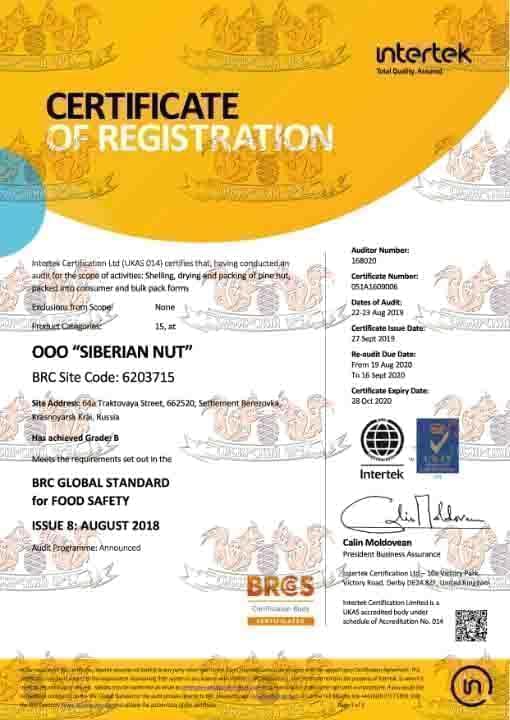 intertek
Total Quality. Assured.
CERTIFICATE
OF REGISTRATION
Intertek Certification Ltd (UKAS 014) certifies that, having conducted an
audit for the scope of activities: Shelling, drying and packing of pine nut,
packed into consumer and bulk pack forms
Exclusions from Scope: None
Product Categories: 15, at
OOO “SIBERIAN NUT”
BRC Site Code: 6203715
Site Address: 64a Traktovaya Street, 662520, Settlement Berezovka,
Krasnoyarsk Krai, Russia
Has achieved Grade: B
Meets the requirements set out in the
BRC GLOBAL STANDARD
for FOOD SAFETY
ISSUE 8: AUGUST 2018
Audit Programme: Announced
BRCS
Certification Body
CERTIFICATED
Auditor Number:
168020
Certificate Number:
051A1609006
Dates of Audit:
22-23 Aug 2019
Certificate Issue Date:
27 Sept 2019
Re-audit Due Date:
From 19 Aug 2020
To 16 Sept 2020
Certificate Expiry Date:
28 Oct 2020
Intertek
UKAS
Calin Moldovean
President Business Assurance
Intertek Certification Ltd – 10a Victory Park,
Victory Road, Derby DE24 8ZF, United Kingdom
Intertek Certification Limited is a
UKAS accredited body under
schedule of Accreditation No. 014
in